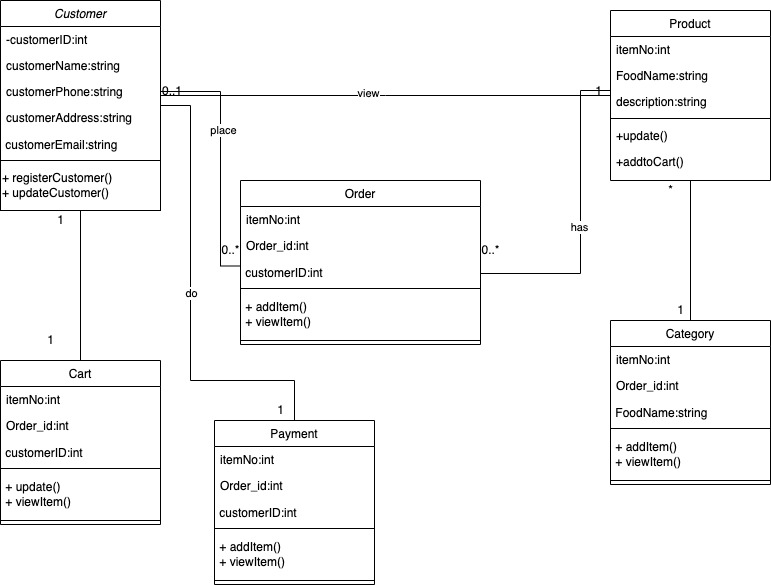 Customer
-customerID:int
customerName:string
customerPhone:string
customerAddress:string
customerEmail:string
+ registerCustomer()
+ updateCustomer()
Product
itemNo:int
FoodName:string
description:string
+update()
+addtoCart()
0..1
view
1
place
Order
itemNo:int
Order_id:int
customerID:int
+ addItem()
+ viewItem()
0..*
0..*
has
*
1
1
1
do
1
Category
itemNo:int
Order_id:int
FoodName:string
+ addItem()
+ viewItem()
Cart
itemNo:int
Order_id:int
customerID:int
+ update()
+ viewItem()
Payment
itemNo:int
Order_id:int
customerID:int
+ addItem()
+ viewItem()